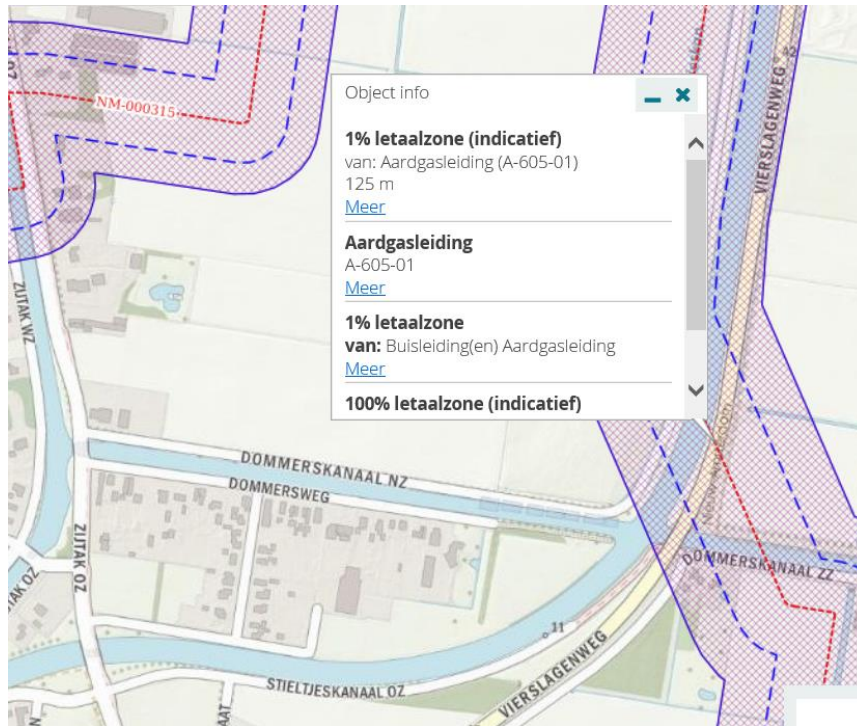 OZ
NM-000315
42
VIERSLAGENWEG
Object info
1% letaalzone (indicatief)
van: Aardgasleiding (A-605-01)
125 m
Meer
Aardgasleiding
A-605-01
Meer
1% letaalzone
van: Buisleiding(en) Aardgasleiding
Meer
100% letaalzone (indicatief)
ZIJTAK WZ
DOMMERSKANAAL NZ
DOMMERSWEG
ZIJTAK OZ
DOMMERSKANAAL ZZ
11
VIERSLAGENWEG
STIELTJESKANAAL OZ